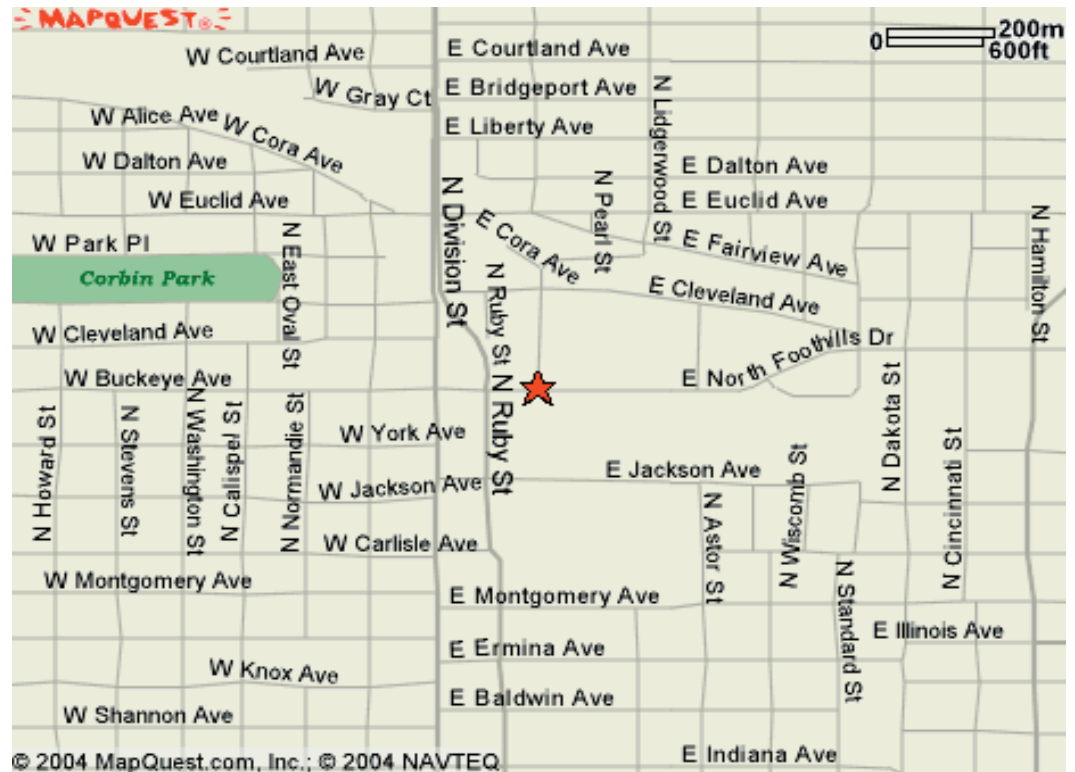 MAPQUEST
200m
0
600ft
W Courtland Ave
E Courtland Ave
W Gray Ct
E Bridgeport Ave
N Lidgerwood St
W Alice Ave
W Cora Ave
E Liberty Ave
W Dalton Ave
E Dalton Ave
W Euclid Ave
E Euclid Ave
N Division St
N Pearl St
W Park Pl
N East Oval St
E Cora Ave
E Fairview Ave
N Hamilton St
Corbin Park
N Ruby St
E Cleveland Ave
W Cleveland Ave
E North Foothills Dr
W Buckeye Ave
N Ruby St
N Howard St
N Stevens St
N Washington St
N Calispel St
N Normandie St
W York Ave
N Dakota St
E Jackson Ave
W Jackson Ave
N Astor St
N Wiscomb St
N Cincinnati St
W Carlisle Ave
W Montgomery Ave
E Montgomery Ave
N Standard St
E Illinois Ave
E Ermina Ave
W Knox Ave
E Baldwin Ave
W Shannon Ave
E Indiana Ave
© 2004 MapQuest.com, Inc.; © 2004 NAVTEQ